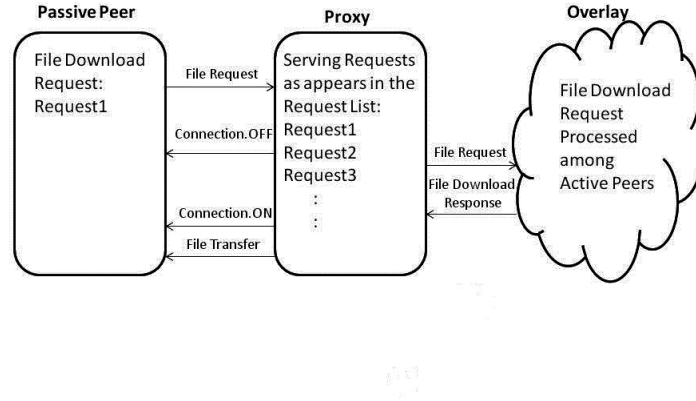 Passive Peer
Proxy
Overlay
File Download
Request:
Request1
File Request
Connection.OFF
Connection.ON
File Transfer
Serving Requests
as appears in the
Request List:
Request1
Request2
Request3
:
:
File Request
File Download
Response
File Download
Request
Processed
among
Active Peers